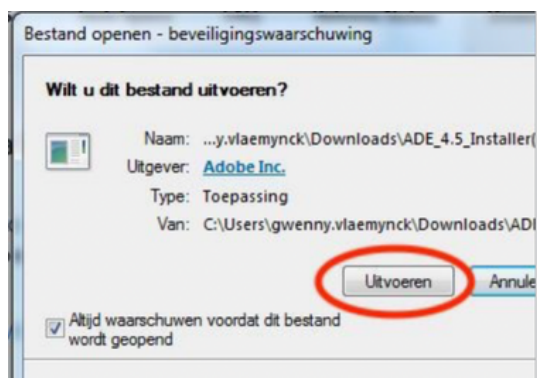 Bestand openen - beveiligingswaarschuwing
Wilt u dit bestand uitvoeren?
Naam: ...y.vlaemynck\Downloads\ADE_4.5_Installer(
Uitgever: Adobe Inc.
Type: Toepassing
Van: C:\Users\gwenny.vlaemynck\Downloads\ADI
Uitvoeren Annule
Altijd waarschuwen voordat dit bestand
wordt geopend